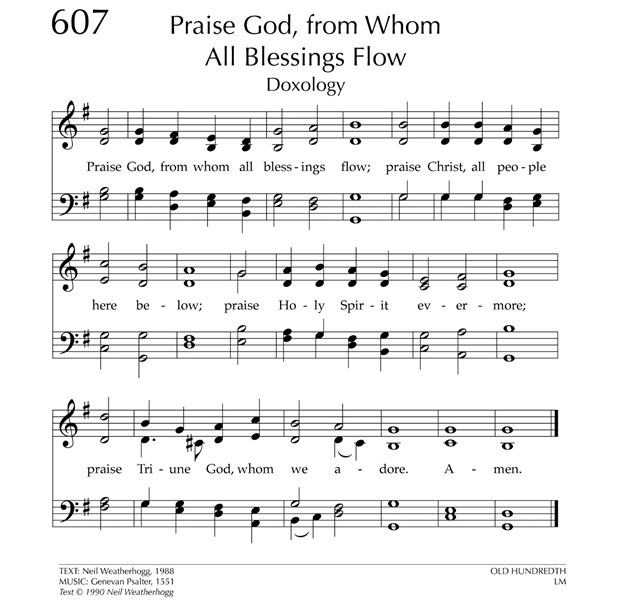 607
Praise God, from Whom
All Blessings Flow
Doxology
Praise God, from whom all bless - ings flow; praise Christ, all peo - ple
here be - low; praise Ho - ly Spir - it ev - er - more;
praise Tri - une God, whom we a - dore. A - men.
TEXT: Neil Weatherhogg, 1988
MUSIC: Genevan Psalter, 1551
Text © 1990 Neil Weatherhogg
OLD HUNDREDTH
LM